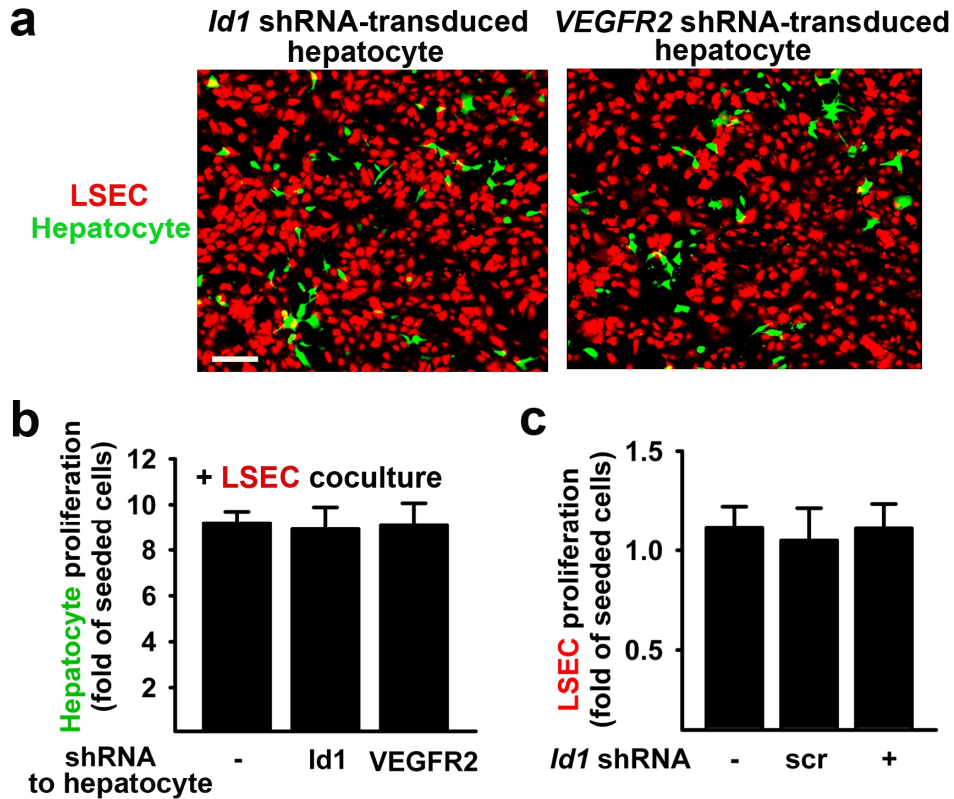 a
Id1 shRNA-transduced
hepatocyte
VEGFR2 shRNA-transduced
hepatocyte
LSEC
Hepatocyte
b
Hepatocyte proliferation
(fold of seeded cells)
12
10
8
6
4
2
+ LSEC coculture
shRNA
to hepatocyte
- Id1 VEGFR2
c
LSEC proliferation
(fold of seeded cells)
1.5
1.0
0.5
Id1 shRNA - scr +